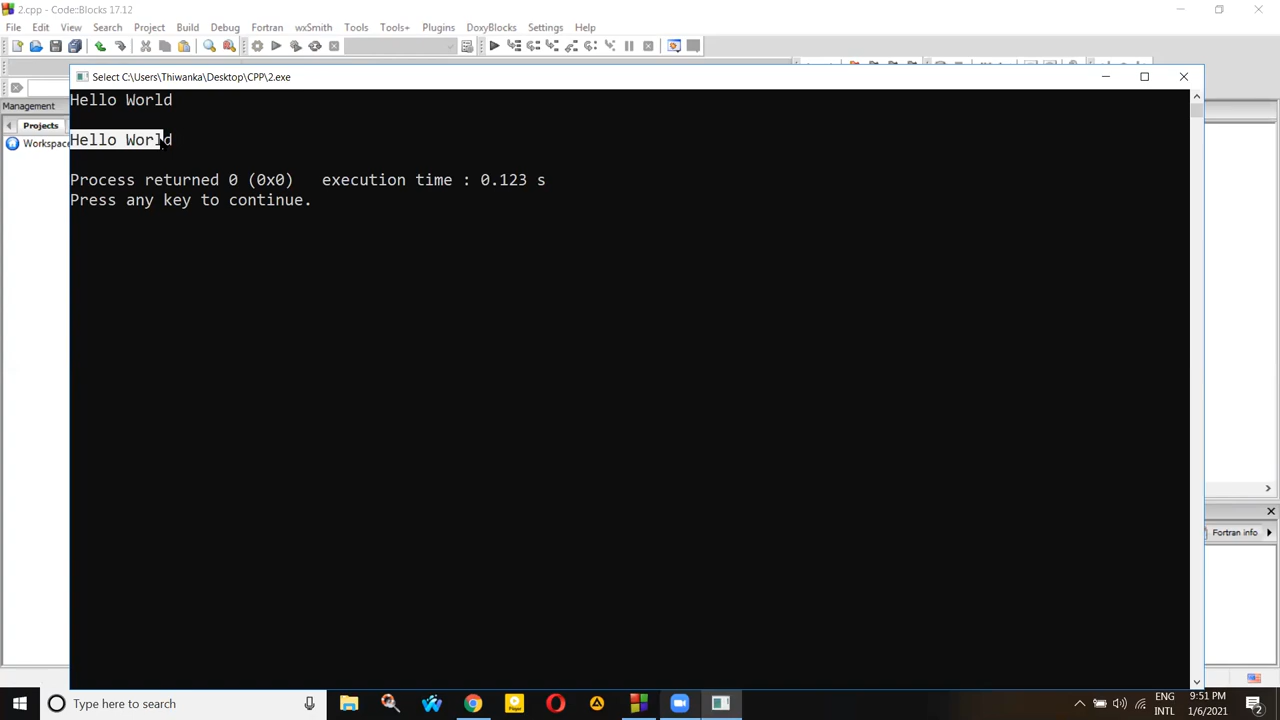 2.cpp - Code::Blocks 17.12
File Edit View Search Project Build Debug Fortran wxSmith Tools Tools+ Plugins DoxyBlocks Settings Help
Select C:\Users\Thiwanka\Desktop\CPP\2.exe
Hello World
Management
Projects
Hello World
Workspace
Process returned 0 (0x0) execution time : 0.123 s
Press any key to continue.
Fortran info
Type here to search
ENG
INTL
9:51 PM
1/6/2021
2